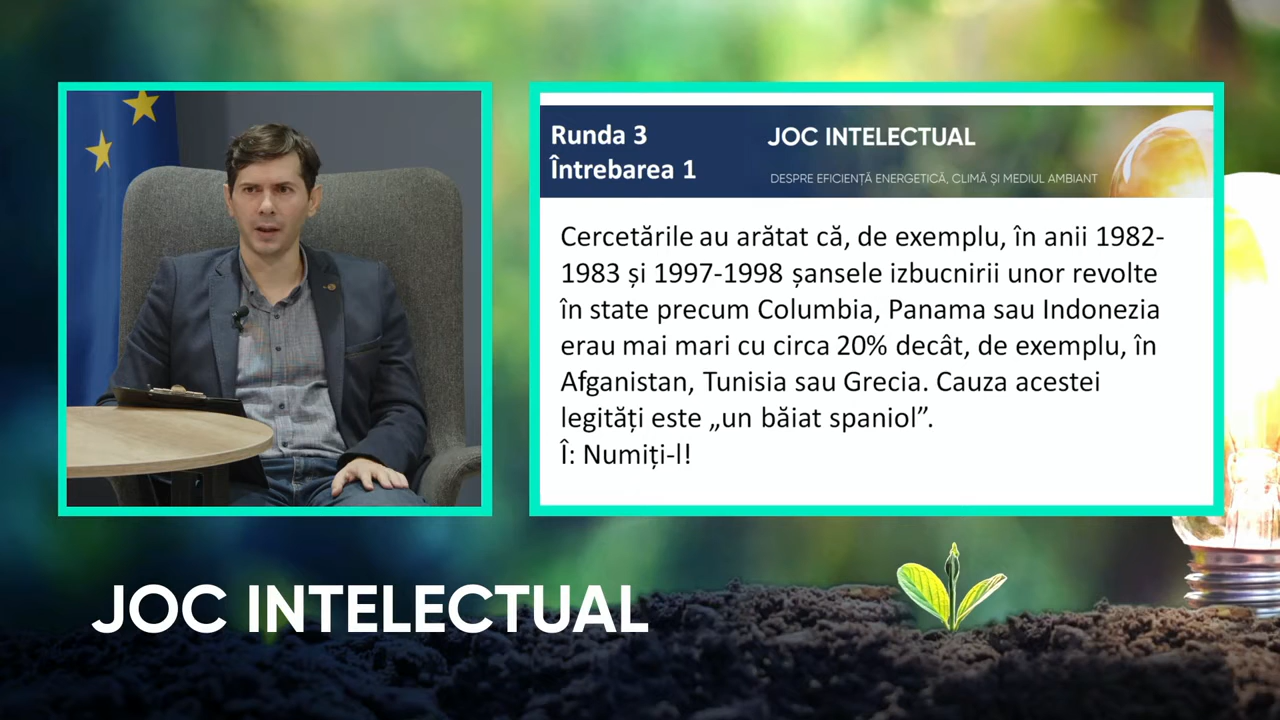 Runda 3
Întrebarea 1
JOC INTELECTUAL
DESPRE EFICIENȚĂ ENERGETICĂ, CLIMĂ ȘI MEDIUL AMBIANT
Cercetările au arătat că, de exemplu, în anii 1982-
1983 și 1997-1998 șansele izbucnirii unor revolte
în state precum Columbia, Panama sau Indonezia
erau mai mari cu circa 20% decât, de exemplu, în
Afganistan, Tunisia sau Grecia. Cauza acestei
legități este „un băiat spaniol”.
Î: Numiți-l!
JOC INTELECTUAL